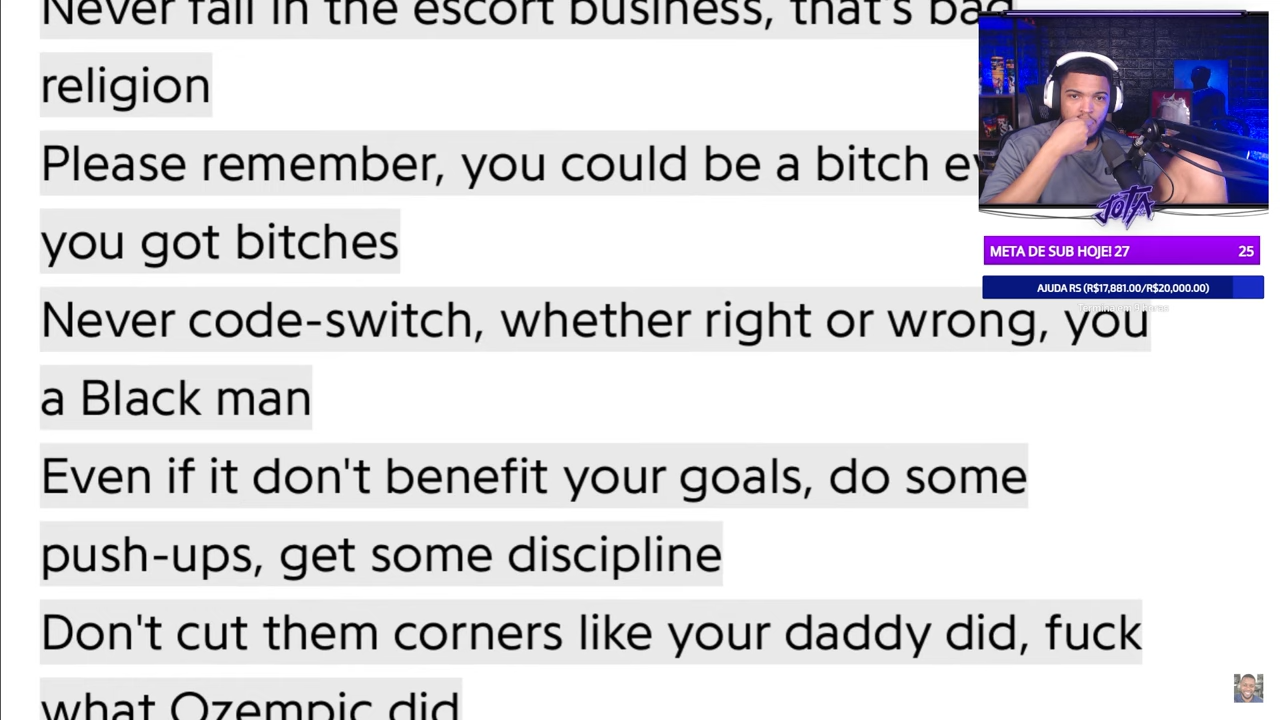 Never fall in the escort business, that's bad
religion
Please remember, you could be a bitch
you got bitches
Never code-switch, whether right or wrong, you
a Black man
Even if it don't benefit your goals, do some
push-ups, get some discipline
Don't cut them corners like your daddy did, fuck
what Ozempic did
JOTA
META DE SUB HOJE! 27 25
AJUDA RS (R$17,881.00/R$20,000.00)